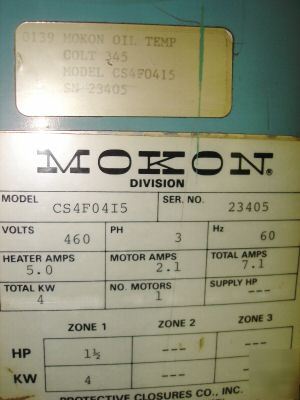 0139 MOKON OIL TEMP
COLT 345
MODEL CS4F0415
SN 23405
MOKON®
DIVISION
MODEL CS4F04I5 SER. NO. 23405
VOLTS 460 PH 3 Hz 60
HEATER AMPS 5.0 MOTOR AMPS 2.1 TOTAL AMPS 7.1
TOTAL KW 4 NO. MOTORS 1 SUPPLY HP ---
ZONE 1 ZONE 2 ZONE 3
HP 1½ --- ---
KW 4 --- ---
PROTECTIVE CLOSURES CO., INC.